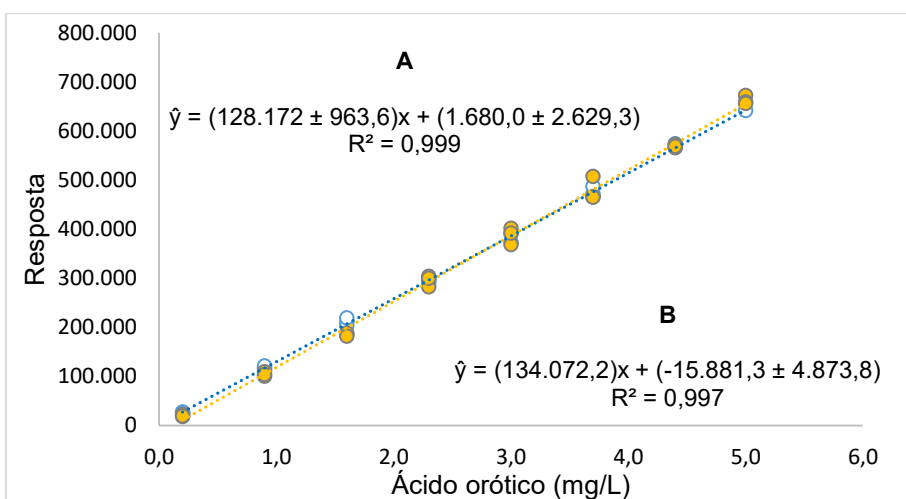 800.000
700.000
600.000
500.000
400.000
300.000
200.000
100.000
0
Resposta
A
ŷ = (128.172 ± 963,6)x + (1.680,0 ± 2.629,3)
R² = 0,999
B
ŷ = (134.072,2)x + (-15.881,3 ± 4.873,8)
R² = 0,997
0,0 1,0 2,0 3,0 4,0 5,0 6,0
Ácido orótico (mg/L)